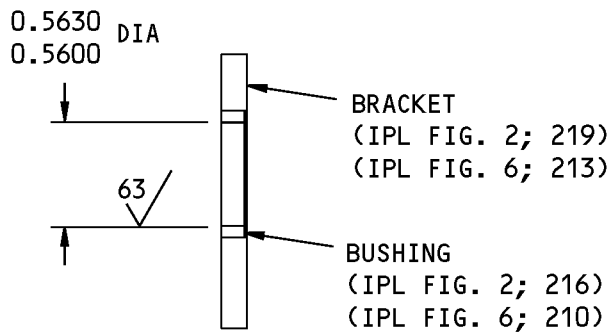 0.5630
0.5600 DIA
BRACKET
(IPL FIG. 2; 219)
(IPL FIG. 6; 213)
63
BUSHING
(IPL FIG. 2; 216)
(IPL FIG. 6; 210)